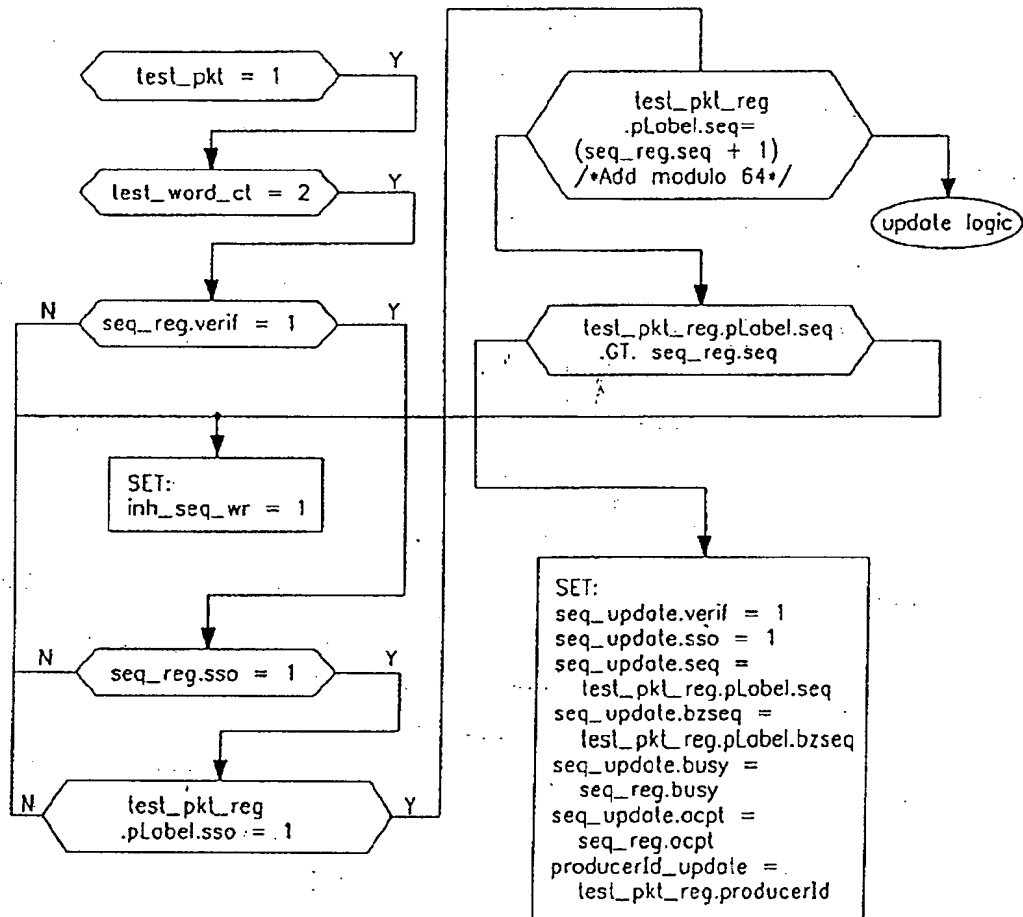 Y
test_pkt = 1
Y
test_word_ct = 2
N
seq_reg.verif = 1
Y
SET:
inh_seq_wr = 1
N
seq_reg.sso = 1
Y
N
test_pkt_reg
.pLabel.sso = 1
Y
test_pkt_reg
.pLabel.seq=
(seq_reg.seq + 1)
/*Add modulo 64*/
update logic
test_pkt_reg.pLabel.seq
.GT. seq_reg.seq
SET:
seq_update.verif = 1
seq_update.sso = 1
seq_update.seq =
test_pkt_reg.pLabel.seq
seq_update.bzseq =
test_pkt_reg.pLabel.bzseq
seq_update.busy =
seq_reg.busy
seq_update.acpt =
seq_reg.acpt
producerId_update =
test_pkt_reg.producerId